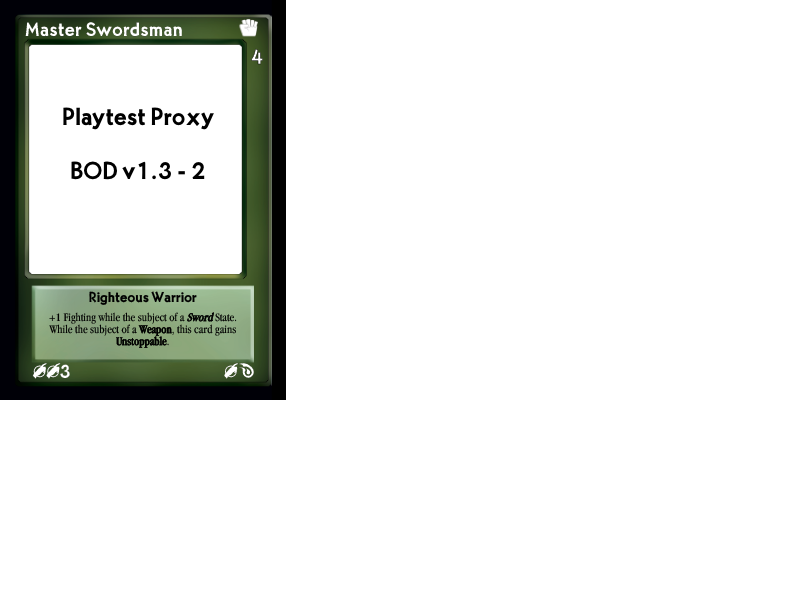 Master Swordsman
4
Playtest Proxy
BOD v1.3 - 2
Righteous Warrior
+1 Fighting while the subject of a Sword State.
While the subject of a Weapon, this card gains
Unstoppable.
3